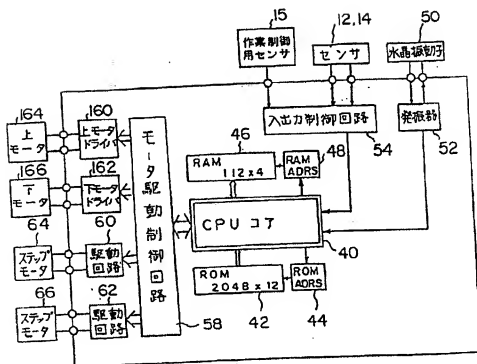 15
作業制御
用センサ
12,14
センサ
50
水晶振動子
入出力制御回路
54
発振器
52
164
上
モータ
160
上モータ
ドライバ
166
下
モータ
162
下モータ
ドライバ
64
ステップ
モータ
60
駆動
回路
66
ステップ
モータ
62
駆動
回路
モータ駆動制御回路
58
46
RAM
112x4
RAM
ADRS
48
CPUコア
40
ROM
2048x12
42
ROM
ADRS
44